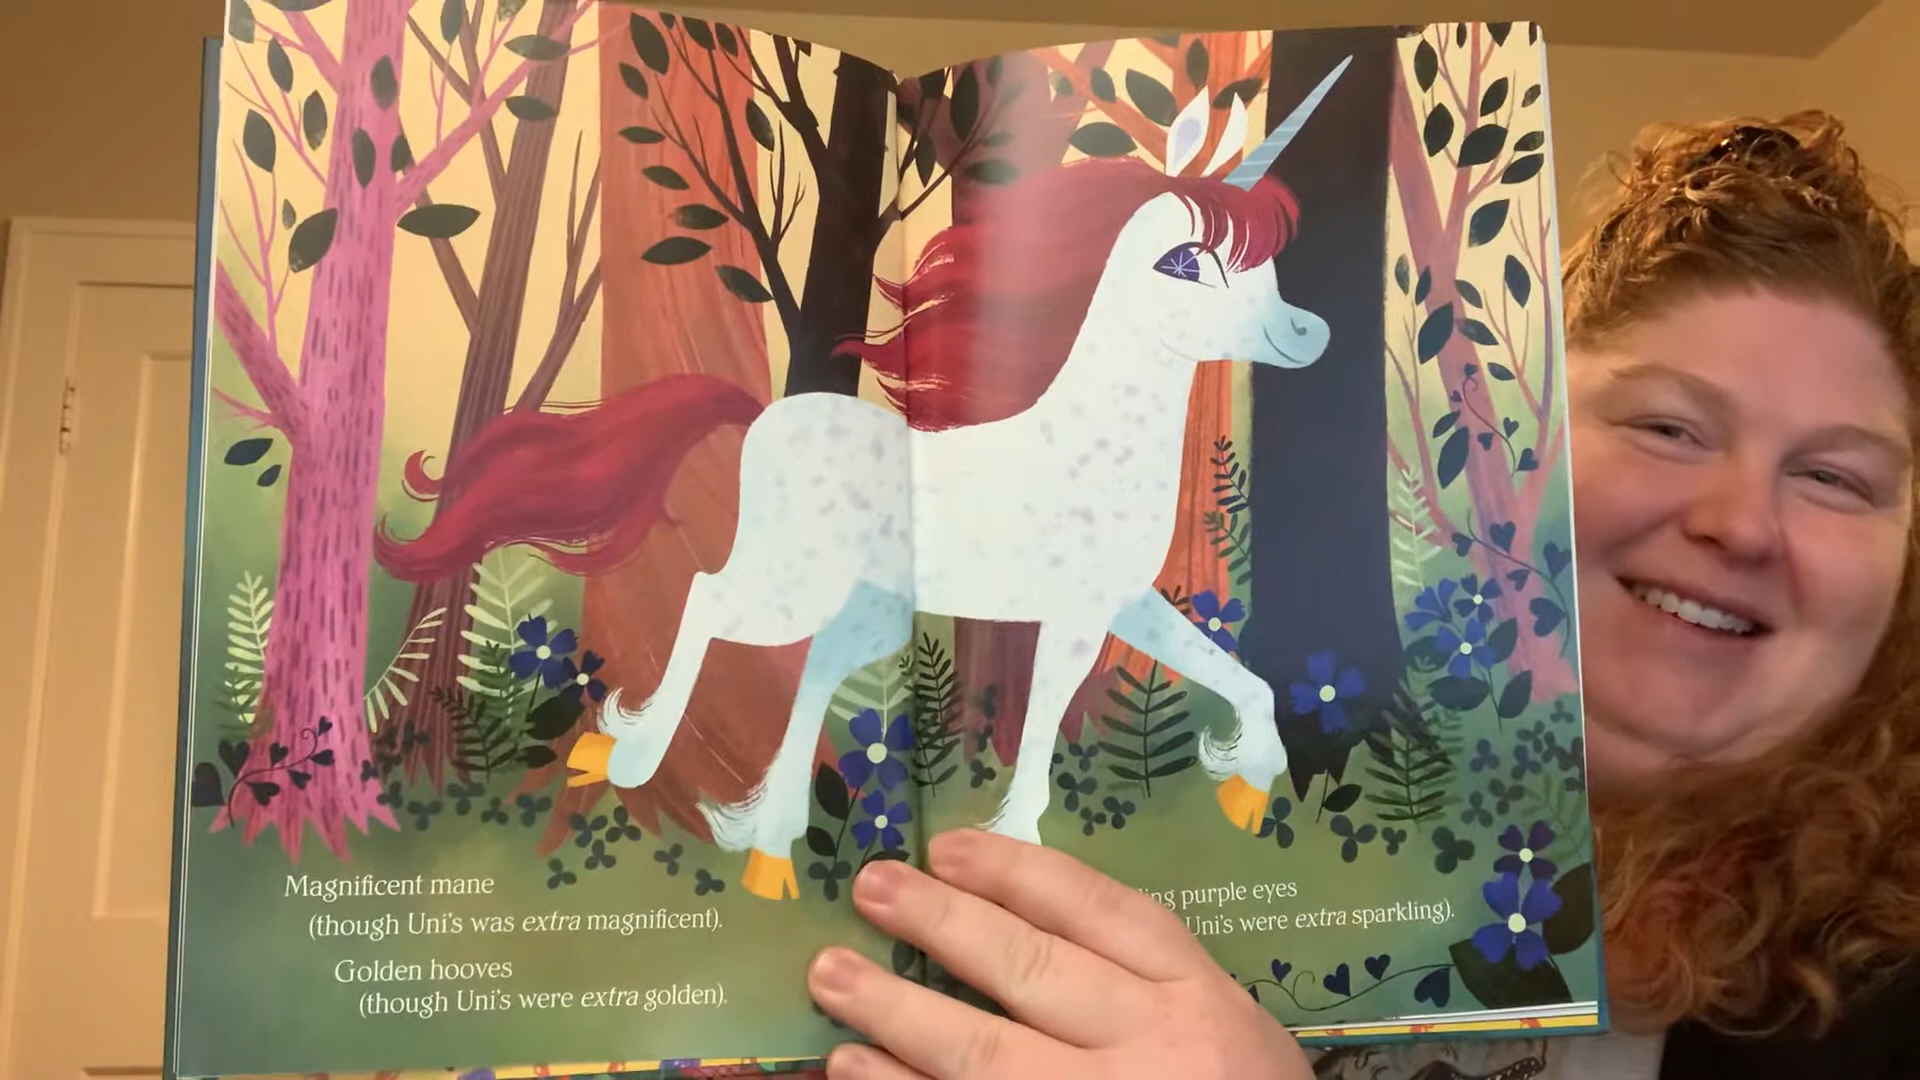 Magnificent mane
(though Uni's was extra magnificent).
Golden hooves
(though Uni's were extra golden).
purple eyes
Uni's were extra sparkling).